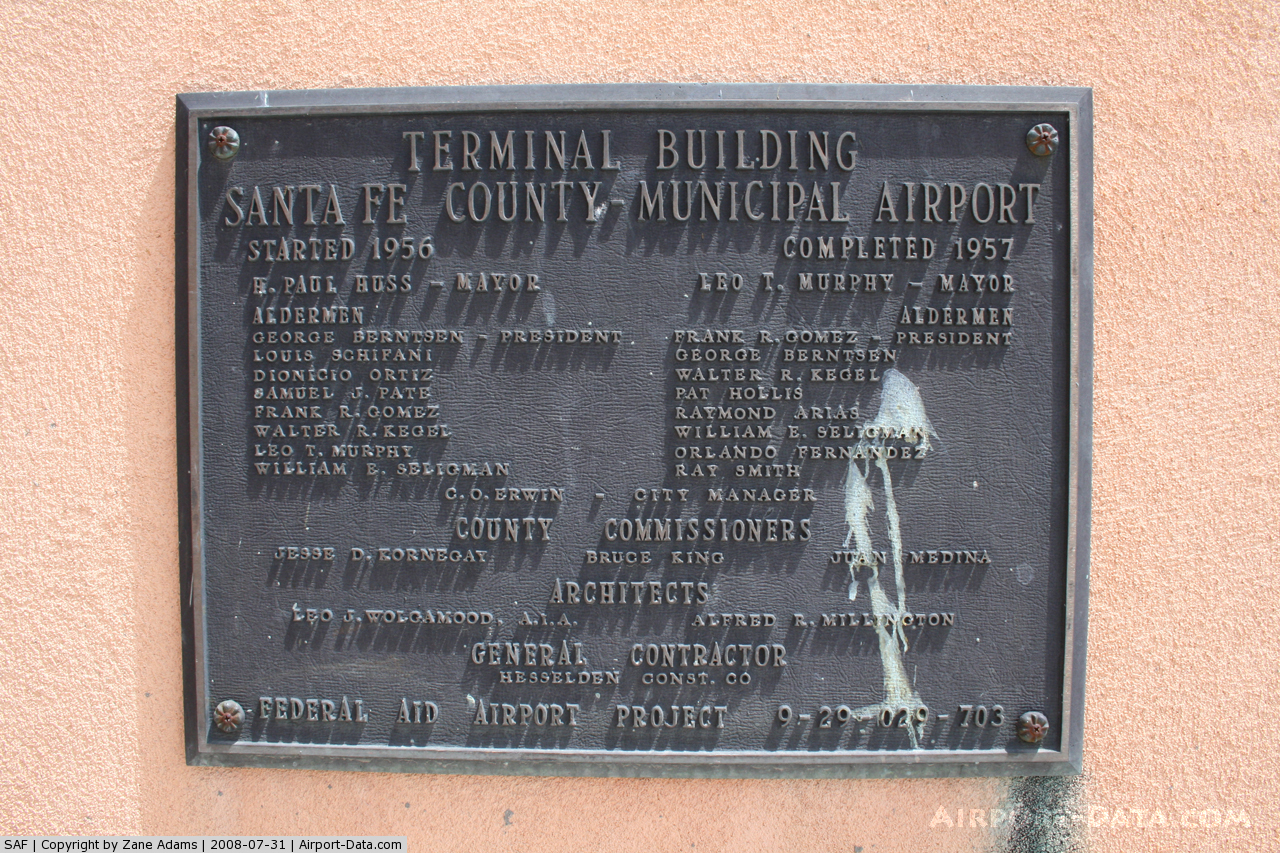 TERMINAL BUILDING
SANTA FE COUNTY-MUNICIPAL AIRPORT
STARTED 1956 COMPLETED 1957
H. PAUL HUSS - MAYOR LEO T. MURPHY - MAYOR
ALDERMEN ALDERMEN
GEORGE BERNTSEN - PRESIDENT FRANK R. GOMEZ - PRESIDENT
LOUIS SCHIFANI GEORGE BERNTSEN
DIONICIO ORTIZ WALTER R. KEGEL
SAMUEL J. PATE PAT HOLLIS
FRANK R. GOMEZ RAYMOND ARIAS
WALTER R. KEGEL WILLIAM E. SELIGMAN
LEO T. MURPHY ORLANDO FERNANDEZ
WILLIAM E. SELIGMAN RAY SMITH
C. O. ERWIN - CITY MANAGER
COUNTY COMMISSIONERS
JESSE D. KORNEGAY BRUCE KING JUAN MEDINA
ARCHITECTS
LEO J. WOLGAMOOD, A.I.A. ALFRED R. MILLINGTON
GENERAL CONTRACTOR
HESSELDEN CONST. CO
FEDERAL AID AIRPORT PROJECT 9-29-029-703
AIRPORT-DATA.COM
SAF | Copyright by Zane Adams | 2008-07-31 | Airport-Data.com